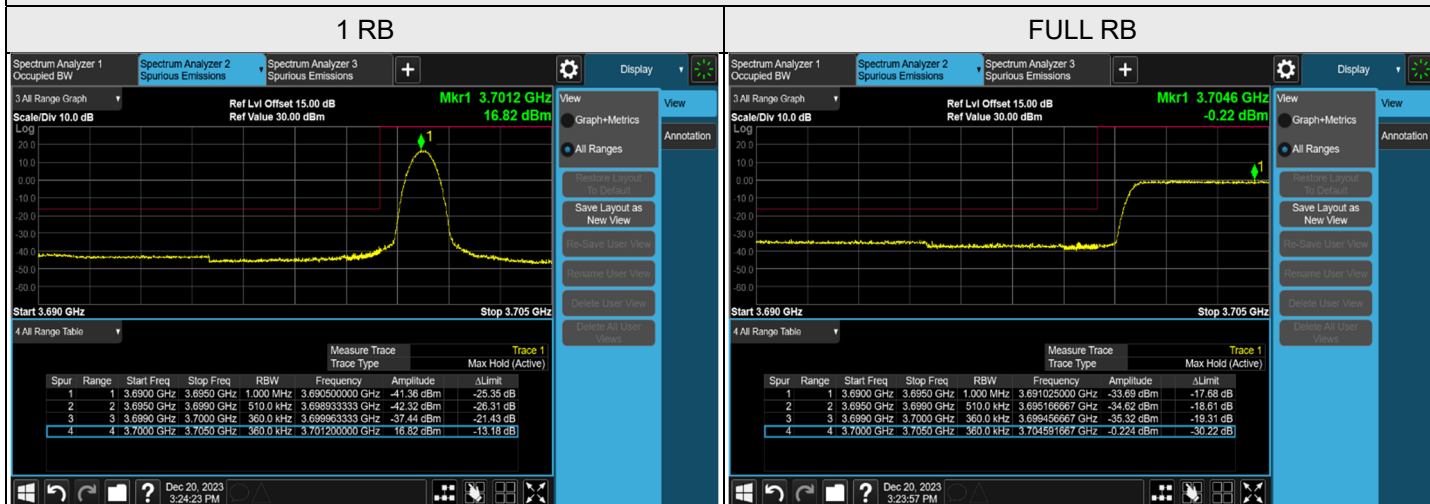 1 RB
FULL RB
Spectrum Analyzer 1
Occupied BW
Spectrum Analyzer 2
Spurious Emissions
Spectrum Analyzer 3
Spurious Emissions
+
Display
3 All Range Graph
Scale/Div 10.0 dB
Ref Lvl Offset 15.00 dB
Ref Value 30.00 dBm
Mkr1 3.7012 GHz
16.82 dBm
Log
20.0
10.0
0.00
-10.0
-20.0
-30.0
-40.0
-50.0
-60.0
1
Start 3.690 GHz
Stop 3.705 GHz
View
Graph+Metrics
All Ranges
Restore Layout
To Default
Save Layout as
New View
Re-Save User View
Rename User View
Delete User View
Delete All User
Views
View
Annotation
4 All Range Table
Measure Trace Trace 1
Trace Type Max Hold (Active)
Spur Range Start Freq Stop Freq RBW Frequency Amplitude ΔLimit
1 1 3.6900 GHz 3.6950 GHz 1.000 MHz 3.690500000 GHz -41.36 dBm -25.35 dB
2 2 3.6950 GHz 3.6990 GHz 510.0 kHz 3.698933333 GHz -42.32 dBm -26.31 dB
3 3 3.6990 GHz 3.7000 GHz 360.0 kHz 3.699963333 GHz -37.44 dBm -21.43 dB
4 4 3.7000 GHz 3.7050 GHz 360.0 kHz 3.701200000 GHz 16.82 dBm -13.18 dB
?
Dec 20, 2023
3:24:23 PM
Spectrum Analyzer 1
Occupied BW
Spectrum Analyzer 2
Spurious Emissions
Spectrum Analyzer 3
Spurious Emissions
+
Display
3 All Range Graph
Scale/Div 10.0 dB
Ref Lvl Offset 15.00 dB
Ref Value 30.00 dBm
Mkr1 3.7046 GHz
-0.22 dBm
Log
20.0
10.0
0.00
-10.0
-20.0
-30.0
-40.0
-50.0
-60.0
1
Start 3.690 GHz
Stop 3.705 GHz
View
Graph+Metrics
All Ranges
Restore Layout
To Default
Save Layout as
New View
Re-Save User View
Rename User View
Delete User View
Delete All User
Views
View
Annotation
4 All Range Table
Measure Trace Trace 1
Trace Type Max Hold (Active)
Spur Range Start Freq Stop Freq RBW Frequency Amplitude ΔLimit
1 1 3.6900 GHz 3.6950 GHz 1.000 MHz 3.691025000 GHz -33.69 dBm -17.68 dB
2 2 3.6950 GHz 3.6990 GHz 510.0 kHz 3.695166667 GHz -34.62 dBm -18.61 dB
3 3 3.6990 GHz 3.7000 GHz 360.0 kHz 3.699456667 GHz -35.32 dBm -19.31 dB
4 4 3.7000 GHz 3.7050 GHz 360.0 kHz 3.704591667 GHz -0.224 dBm -30.22 dB
?
Dec 20, 2023
3:23:57 PM